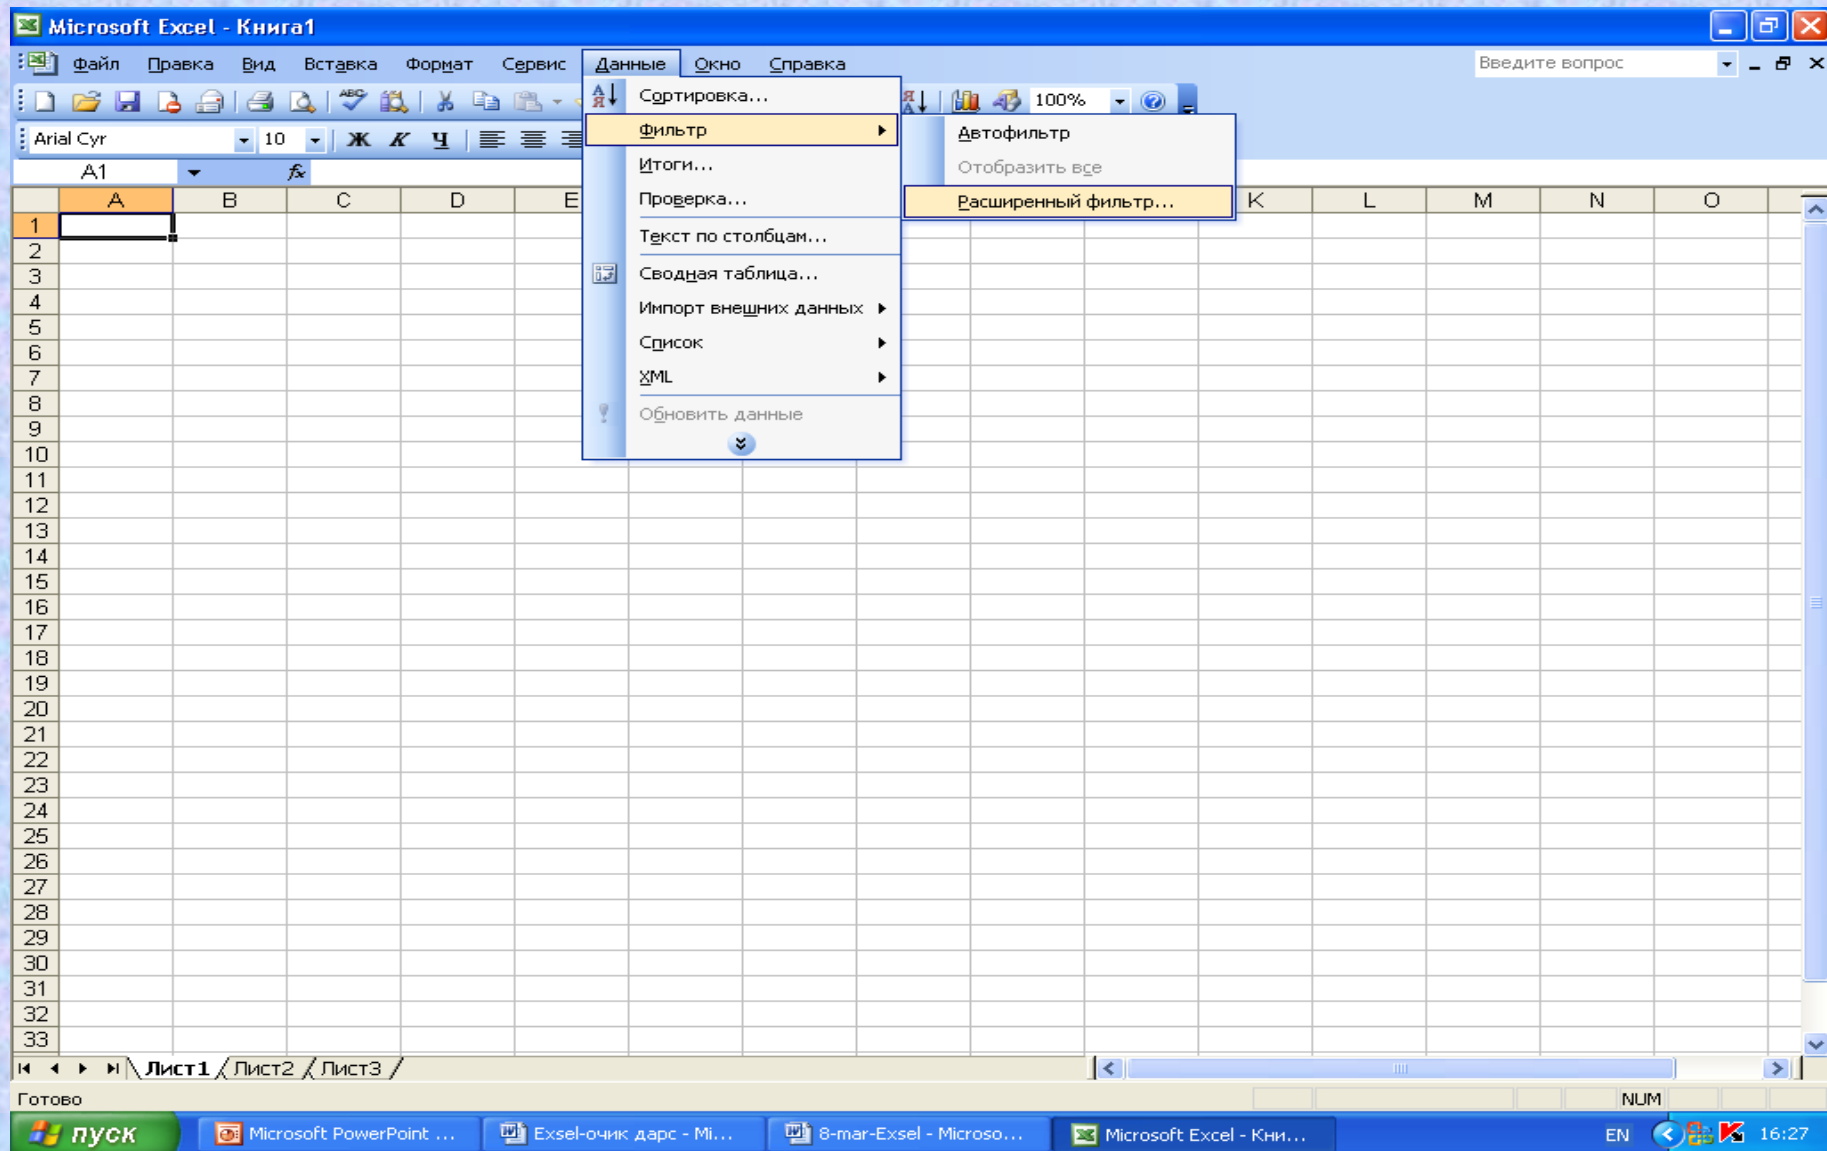 Microsoft Excel - Книга1
Файл Правка Вид Вставка Формат Сервис Данные Окно Справка Введите вопрос
100%
Arial Cyr 10 Ж К Ч
A1 fx
Сортировка...
Фильтр
Итоги...
Проверка...
Текст по столбцам...
Сводная таблица...
Импорт внешних данных
Список
XML
Обновить данные
Автофильтр
Отобразить все
Расширенный фильтр...
A B C D E K L M N O
1
2
3
4
5
6
7
8
9
10
11
12
13
14
15
16
17
18
19
20
21
22
23
24
25
26
27
28
29
30
31
32
33
Лист1 Лист2 Лист3
Готово NUM
пуск Microsoft PowerPoint ... Exsel-очик дарс - Mi... 8-mar-Exsel - Microso... Microsoft Excel - Кни... EN 16:27